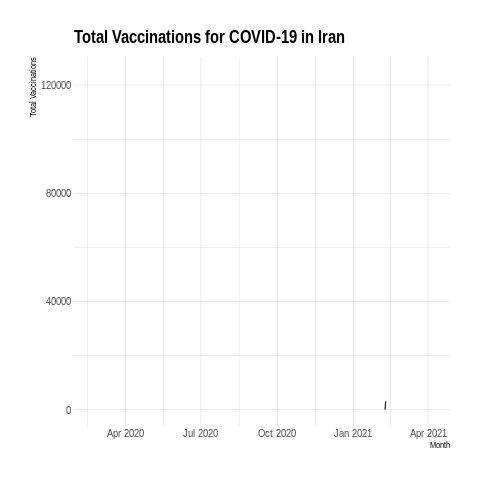 Total Vaccinations for COVID-19 in Iran
Total Vaccinations
120000
80000
40000
0
Apr 2020 Jul 2020 Oct 2020 Jan 2021 Apr 2021
Month